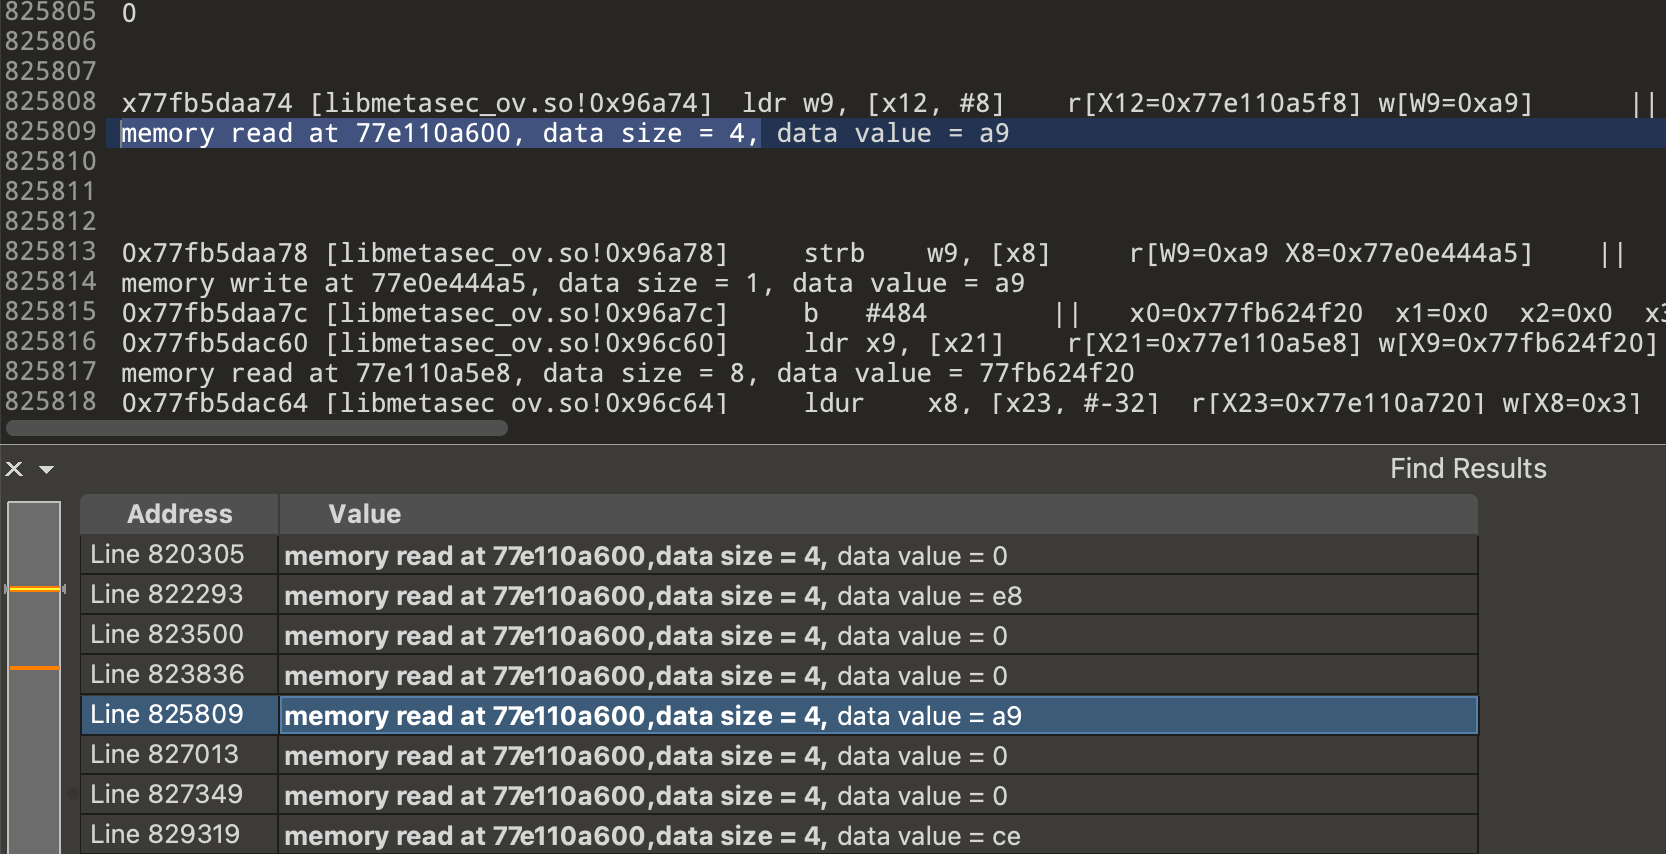 825805 0
825806
825807
825808 x77fb5daa74 [libmetasec_ov.so!0x96a74] ldr w9, [x12, #8] r[X12=0x77e110a5f8] w[W9=0xa9] ||
825809 memory read at 77e110a600, data size = 4, data value = a9
825810
825811
825812
825813 0x77fb5daa78 [libmetasec_ov.so!0x96a78] strb w9, [x8] r[W9=0xa9 X8=0x77e0e444a5] ||
825814 memory write at 77e0e444a5, data size = 1, data value = a9
825815 0x77fb5daa7c [libmetasec_ov.so!0x96a7c] b #484 || x0=0x77fb624f20 x1=0x0 x2=0x0 x3
825816 0x77fb5dac60 [libmetasec_ov.so!0x96c60] ldr x9, [x21] r[X21=0x77e110a5e8] w[X9=0x77fb624f20]
825817 memory read at 77e110a5e8, data size = 8, data value = 77fb624f20
825818 0x77fb5dac64 [libmetasec_ov.so!0x96c64] ldur x8, [x23, #-32] r[X23=0x77e110a720] w[X8=0x3]
Find Results
Address Value
Line 820305 memory read at 77e110a600,data size = 4, data value = 0
Line 822293 memory read at 77e110a600,data size = 4, data value = e8
Line 823500 memory read at 77e110a600,data size = 4, data value = 0
Line 823836 memory read at 77e110a600,data size = 4, data value = 0
Line 825809 memory read at 77e110a600,data size = 4, data value = a9
Line 827013 memory read at 77e110a600,data size = 4, data value = 0
Line 827349 memory read at 77e110a600,data size = 4, data value = 0
Line 829319 memory read at 77e110a600,data size = 4, data value = ce